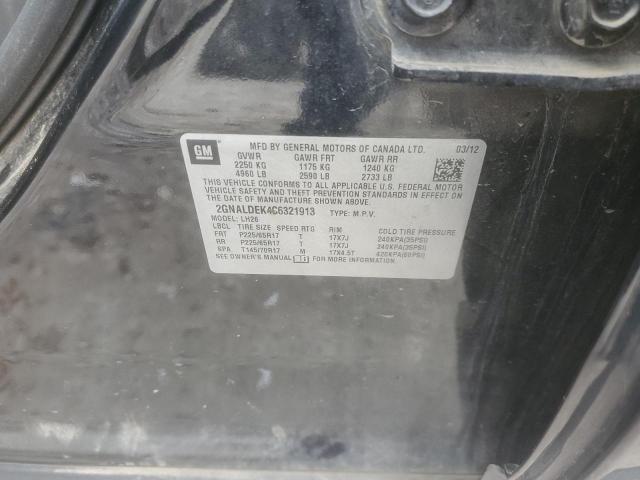 GM
MFD BY GENERAL MOTORS OF CANADA LTD. 03/12
GVWR GAWR FRT GAWR RR
2250 KG 1175 KG 1240 KG
4960 LB 2590 LB 2733 LB
THIS VEHICLE CONFORMS TO ALL APPLICABLE U.S. FEDERAL MOTOR
VEHICLE SAFETY AND THEFT PREVENTION STANDARDS IN EFFECT ON
THE DATE OF MANUFACTURE SHOWN ABOVE.
2GNALDEK4C6321913 TYPE: M.P.V.
MODEL: LH26
LBCL TIRE SIZE SPEED RTG RIM COLD TIRE PRESSURE
FRT P225/65R17 T 17X7J 240KPA(35PSI)
RR P225/65R17 T 17X7J 240KPA(35PSI)
SPA T145/70R17 M 17X4.5T 420KPA(60PSI)
SEE OWNER'S MANUAL i FOR MORE INFORMATION.